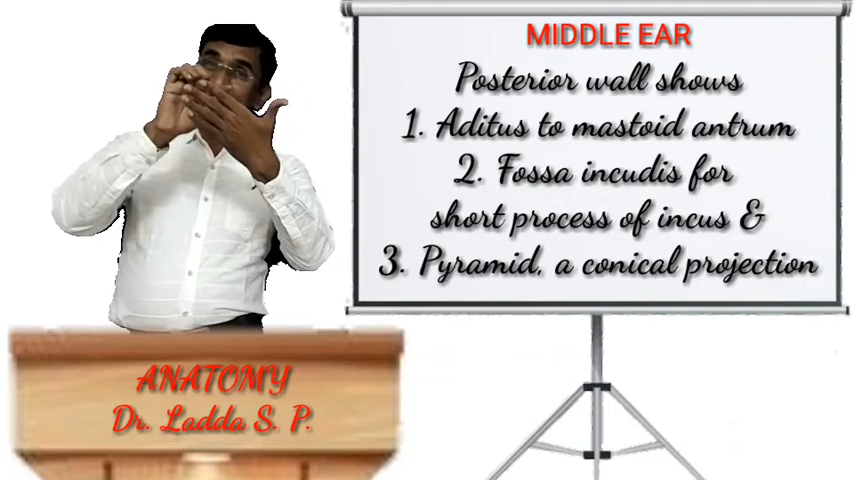 MIDDLE EAR
Posterior wall shows
1. Aditus to mastoid antrum
2. Fossa incudis for
short process of incus &
3. Pyramid, a conical projection
ANATOMY
Dr. Ladda S. P.